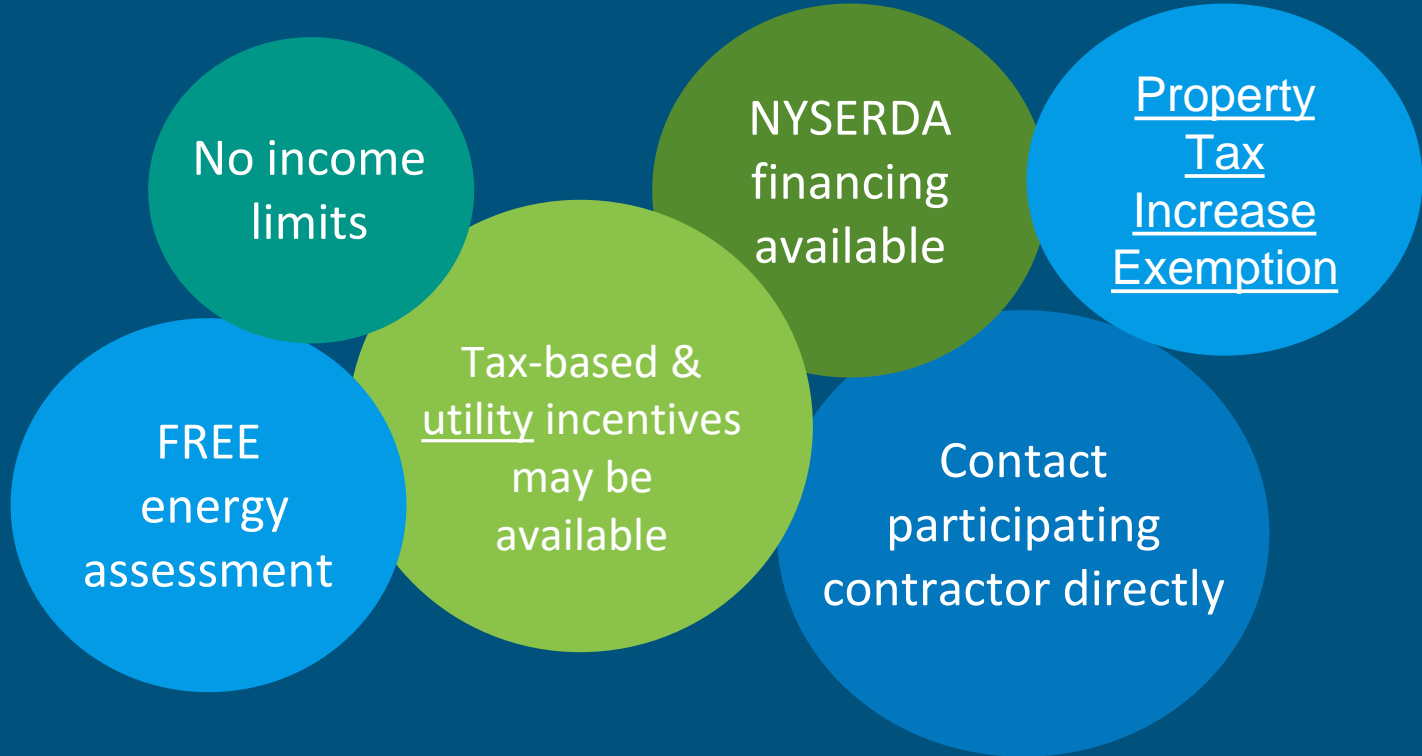 No income
limits
NYSERDA
financing
available
Property
Tax
Increase
Exemption
FREE
energy
assessment
Tax-based &
utility incentives
may be
available
Contact
participating
contractor directly